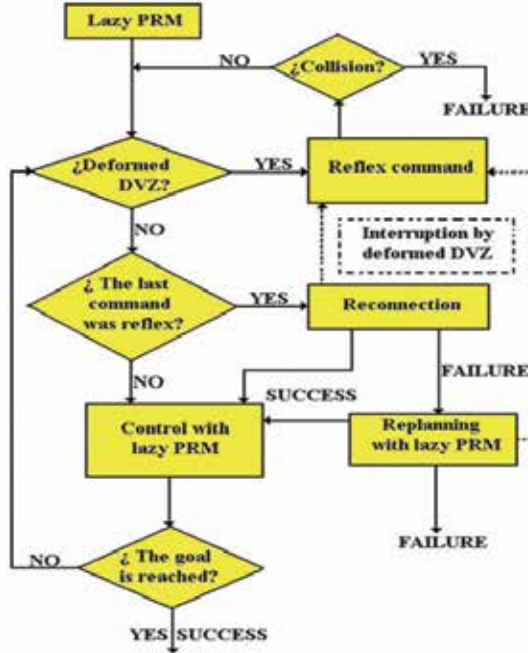 Lazy PRM
NO
¿Collision?
YES
FAILURE
¿Deformed
DVZ?
YES
Reflex command
NO
Interruption by
deformed DVZ
¿ The last
command
was reflex?
YES
Reconnection
NO
SUCCESS
FAILURE
Control with
lazy PRM
Replanning
with lazy PRM
FAILURE
NO
¿ The goal
is reached?
YES
SUCCESS